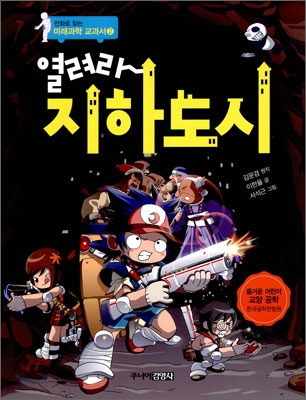 만화로 읽는
미래과학 교과서 2
열려라
지하도시
김문겸 원작
이현율 글
서석근 그림
즐거운 어린이
교양 공학
한국공학한림원
주니어김영사